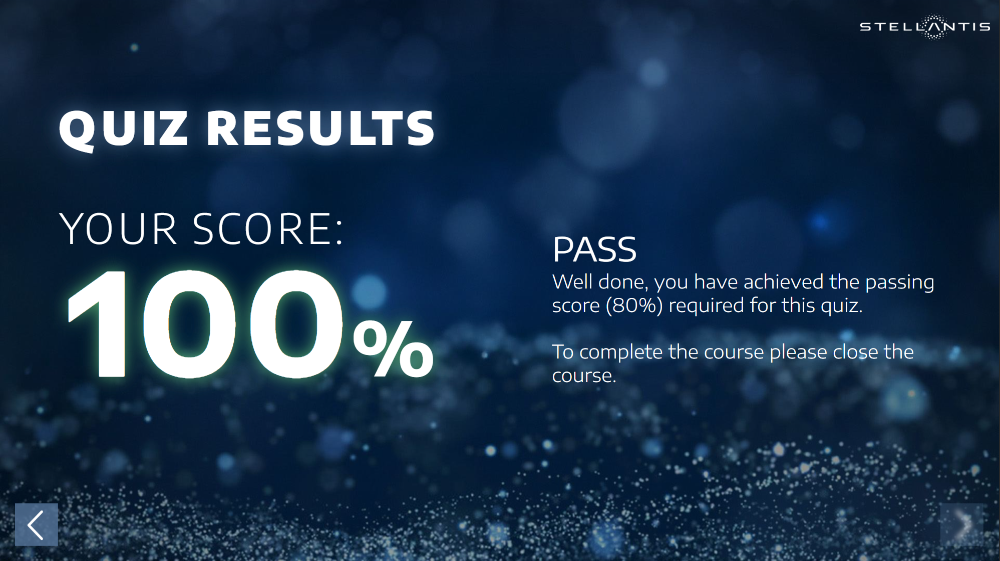 STELLANTIS
QUIZ RESULTS
YOUR SCORE:
100%
PASS
Well done, you have achieved the passing
score (80%) required for this quiz.
To complete the course please close the
course.